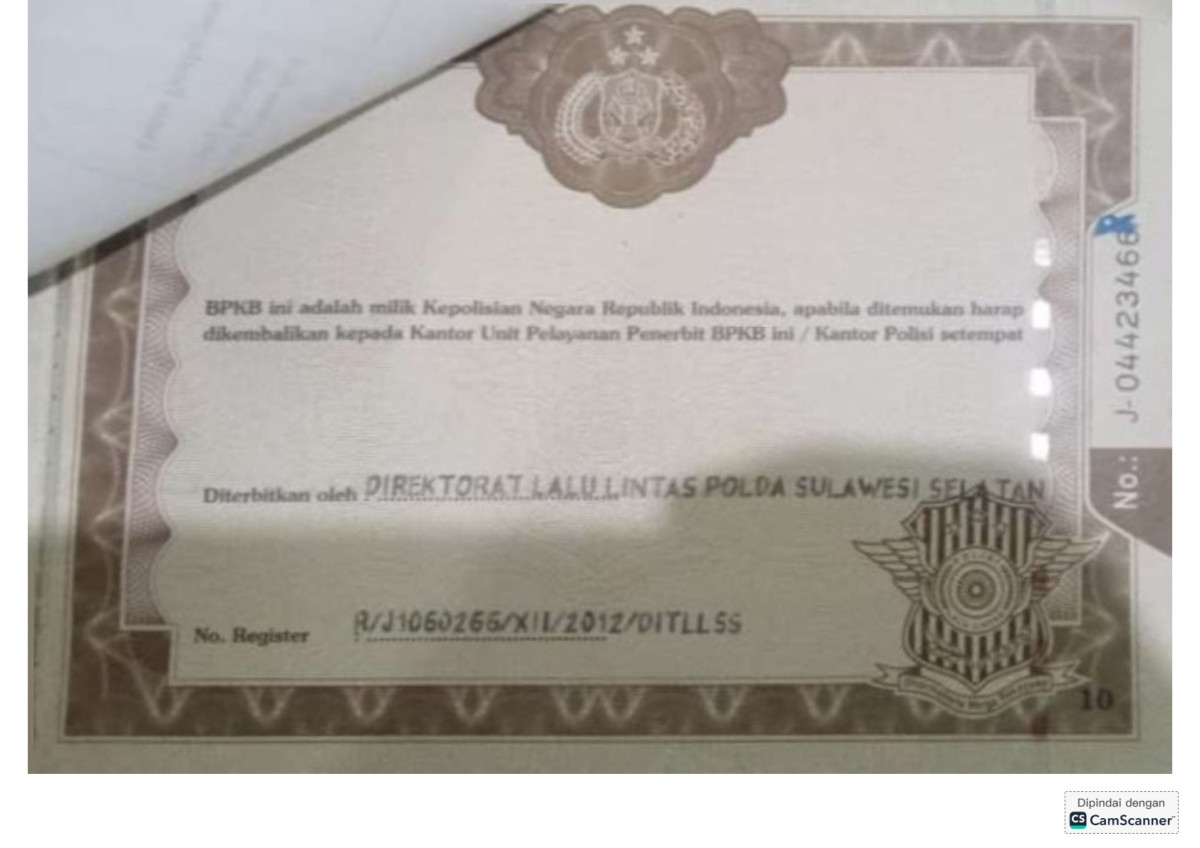 BPKB ini adalah milik Kepolisian Negara Republik Indonesia, apabila ditemukan harap
dikembalikan kepada Kantor Unit Pelayanan Penerbit BPKB ini / Kantor Polisi setempat
Diterbitkan oleh DIREKTORAT LALU LINTAS POLDA SULAWESI SELATAN
No. Register R/J1060266/XII/2012/DITLLSS
10
No.: J-04423466
Dipindai dengan
CS CamScanner